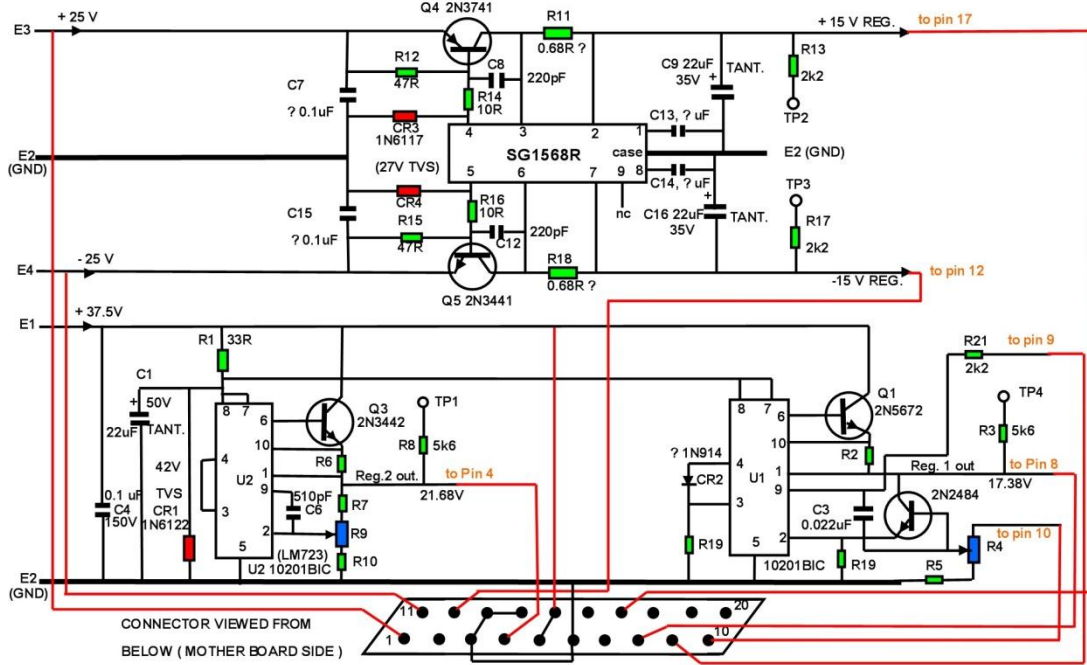 Q4 2N3741
R11
+ 25 V
E3
+ 15 V REG.
to pin 17
0.68R ?
R12
47R
C8
220pF
R14
10R
C9 22uF
35V
+
TANT.
R13
2k2
TP2
C7
? 0.1uF
CR3
1N6117
C13, ? uF
4 3 2 1
SG1568R
case
E2
(GND)
E2 (GND)
(27V TVS)
5 6 7 9 8
C14, ? uF
nc
TP3
CR4
R16
10R
C15
? 0.1uF
R15
47R
C12
220pF
C16 22uF
35V
+
TANT.
R17
2k2
R18
0.68R ?
E4
- 25 V
Q5 2N3441
-15 V REG.
to pin 12
E1
+ 37.5V
R1
33R
R21
2k2
to pin 9
C1
+
50V
22uF
TANT.
8 7
6
Q3
2N3442
TP1
R8
5k6
8 7
6
Q1
2N5672
TP4
R3
5k6
4
10
R6
Reg.2 out.
to Pin 4
21.68V
? 1N914
4
10
R2
Reg. 1 out
to Pin 8
17.38V
42V
TVS
CR1
1N6122
U2
1
9
510pF
C6
R7
CR2
U1
1
9
2N2484
0.1 uF
C4
150V
3
2
R9
3
C3
0.022uF
to pin 10
5
(LM723)
U2 10201BIC
R10
R19
2
5
10201BIC
R19
R4
R5
E2
(GND)
11
20
CONNECTOR VIEWED FROM
1
10
BELOW ( MOTHER BOARD SIDE )